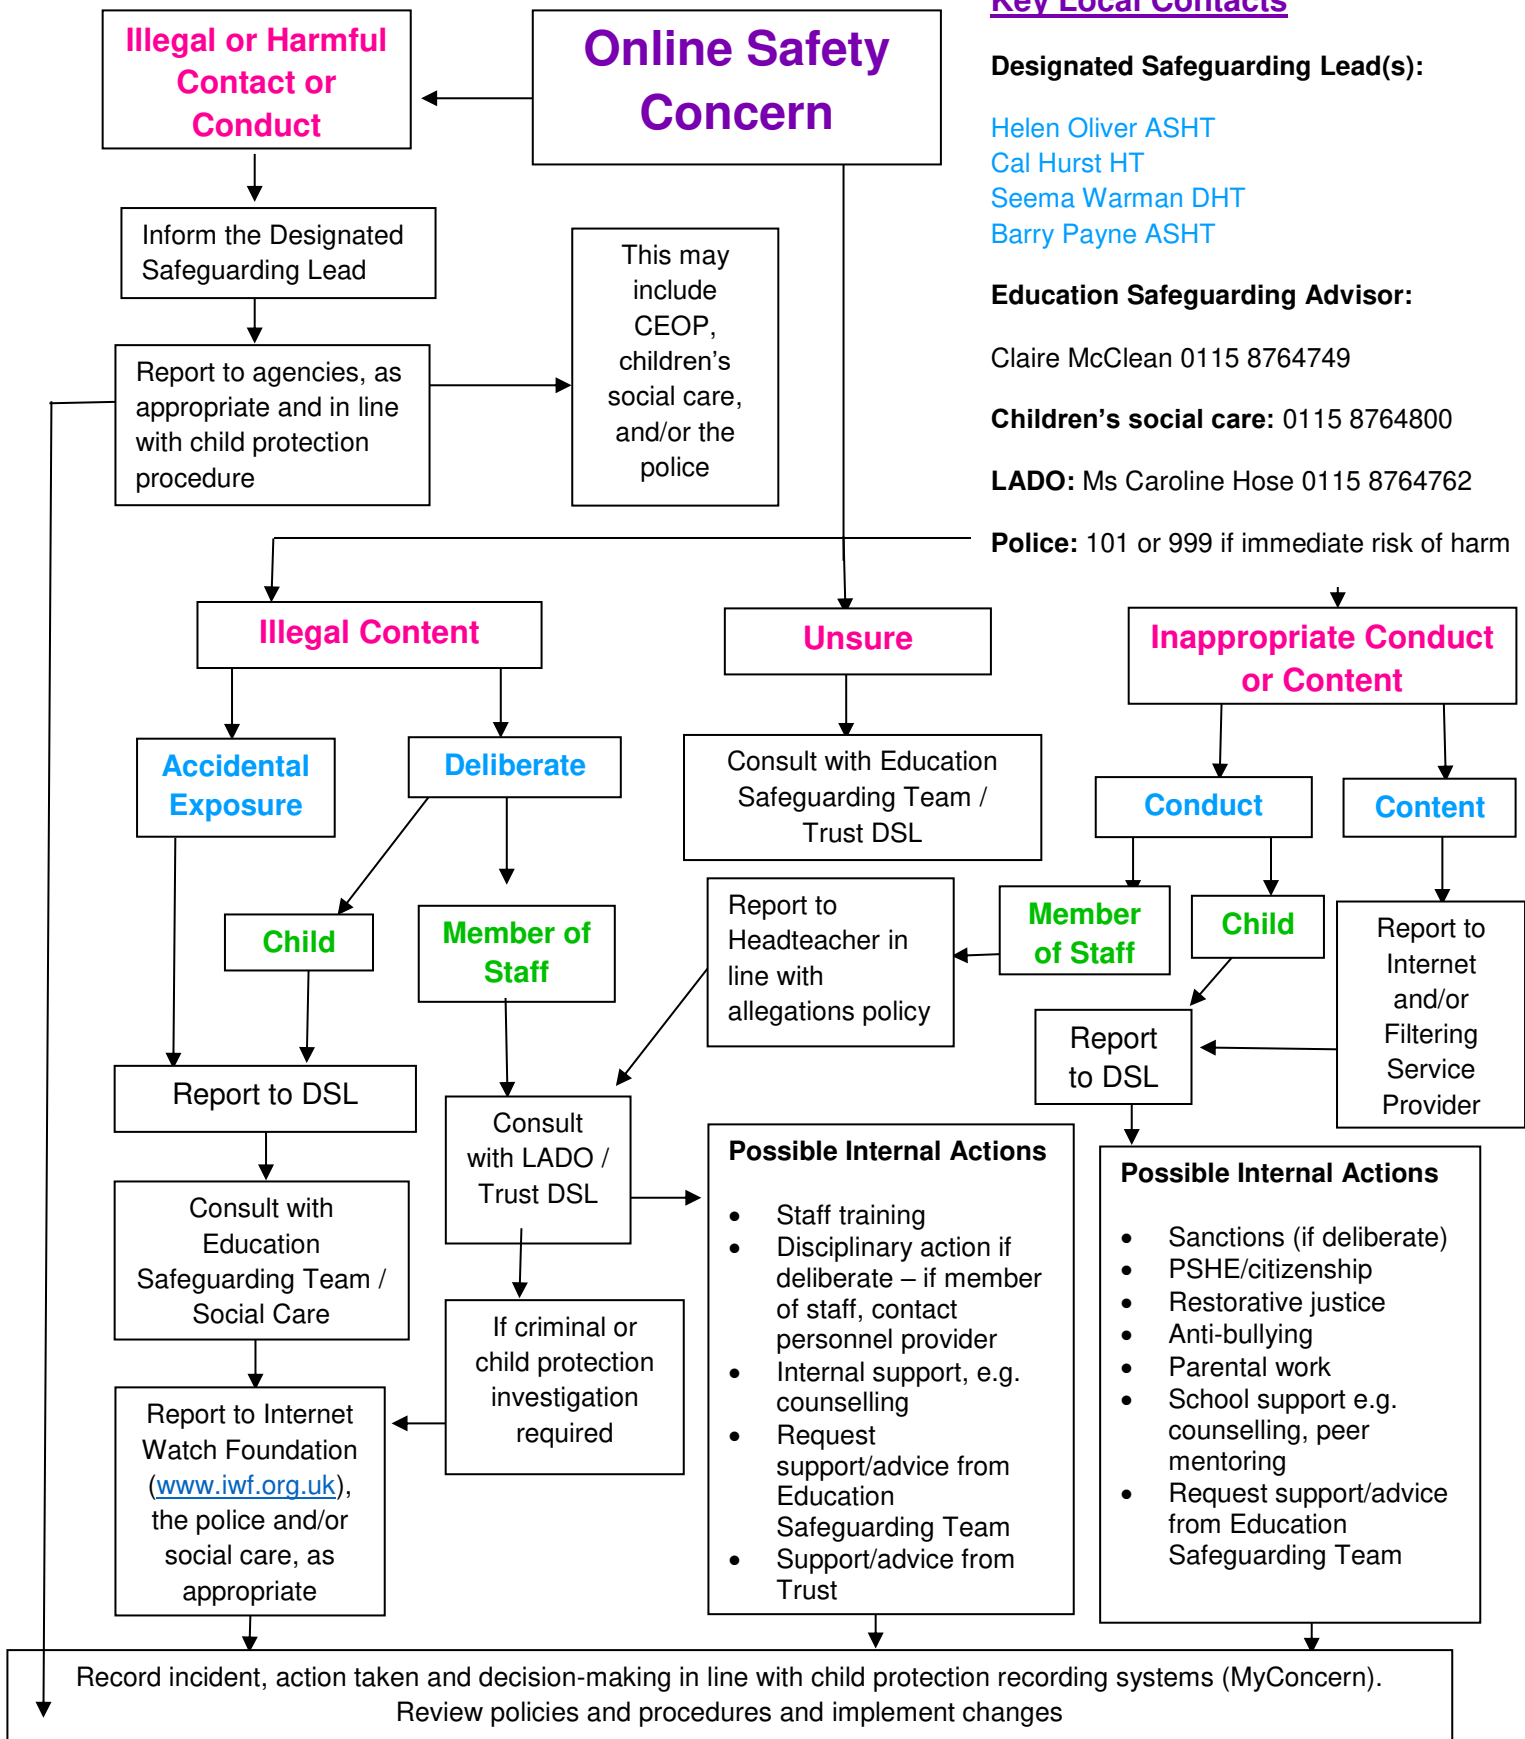 Key Local Contacts
Illegal or Harmful
Contact or
Conduct
Online Safety
Concern
Designated Safeguarding Lead(s):
Helen Oliver ASHT
Cal Hurst HT
Seema Warman DHT
Barry Payne ASHT
Education Safeguarding Advisor:
Claire McClean 0115 8764749
Children's social care: 0115 8764800
LADO: Ms Caroline Hose 0115 8764762
Police: 101 or 999 if immediate risk of harm
Inform the Designated
Safeguarding Lead
Report to agencies, as
appropriate and in line
with child protection
procedure
This may
include
CEOP,
children's
social care,
and/or the
police
Illegal Content
Unsure
Inappropriate Conduct
or Content
Accidental
Exposure
Deliberate
Consult with Education
Safeguarding Team /
Trust DSL
Conduct
Content
Child
Member of
Staff
Report to
Headteacher in
line with
allegations policy
Member
of Staff
Child
Report to
Internet
and/or
Filtering
Service
Provider
Report to DSL
Consult
with LADO /
Trust DSL
Report
to DSL
Consult with
Education
Safeguarding Team /
Social Care
If criminal or
child protection
investigation
required
Report to Internet
Watch Foundation
(www.iwf.org.uk),
the police and/or
social care, as
appropriate
Possible Internal Actions
• Staff training
• Disciplinary action if
deliberate – if member
of staff, contact
personnel provider
• Internal support, e.g.
counselling
• Request
support/advice from
Education
Safeguarding Team
• Support/advice from
Trust
Possible Internal Actions
• Sanctions (if deliberate)
• PSHE/citizenship
• Restorative justice
• Anti-bullying
• Parental work
• School support e.g.
counselling, peer
mentoring
• Request support/advice
from Education
Safeguarding Team
Record incident, action taken and decision-making in line with child protection recording systems (MyConcern).
Review policies and procedures and implement changes